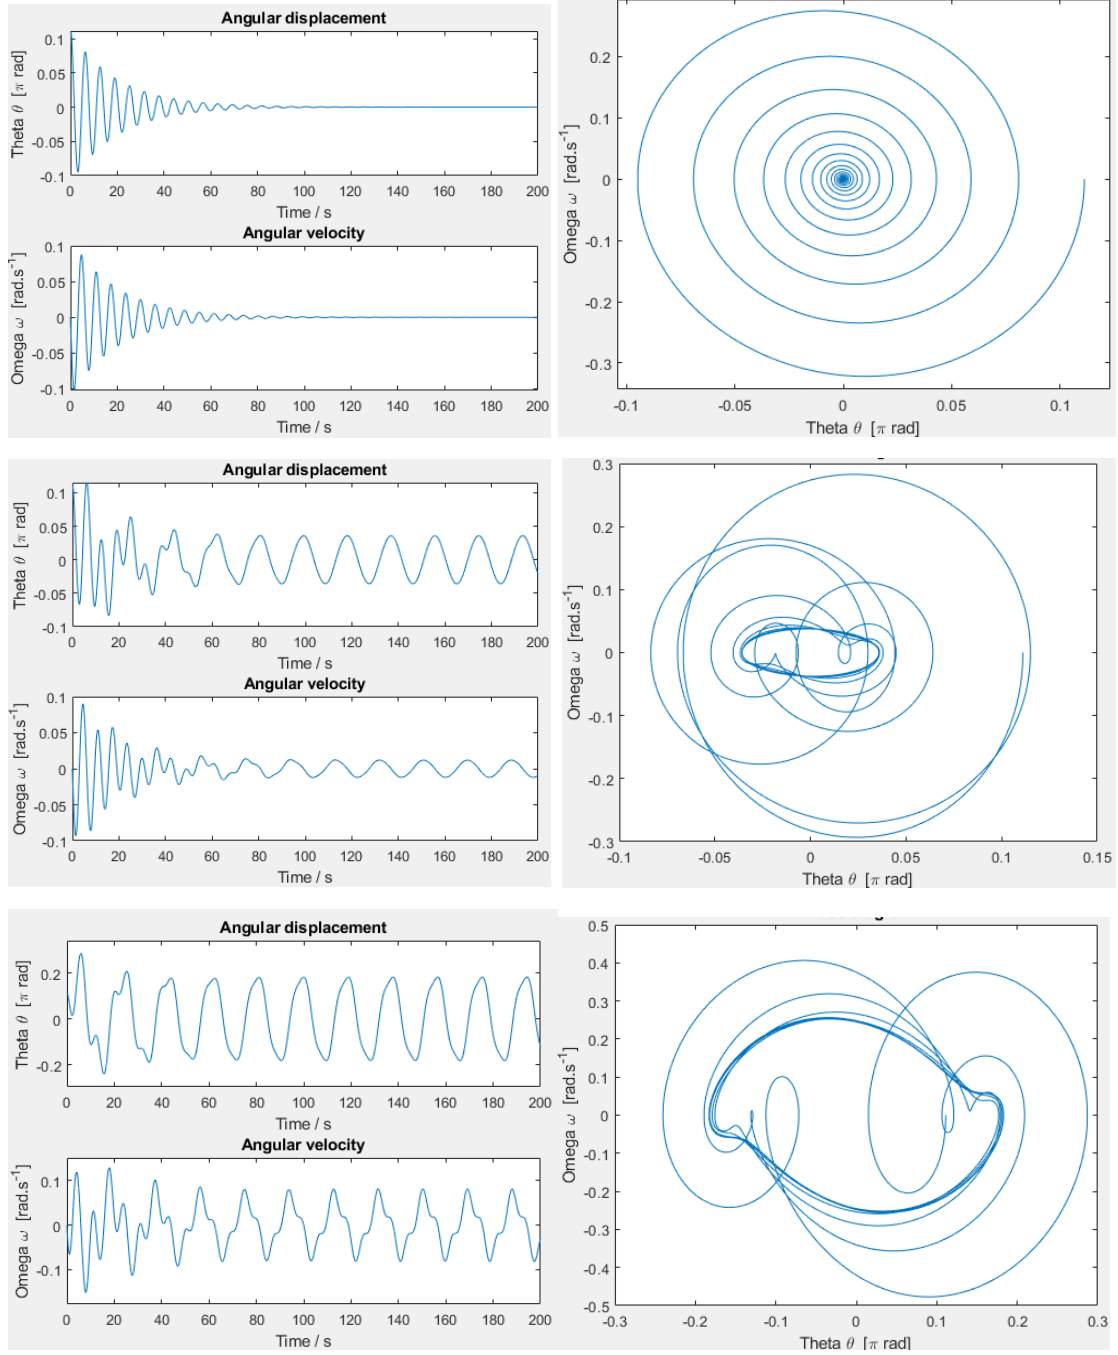 Angular displacement
Theta θ [π rad]
0.1
0.05
0
-0.05
-0.1
0 20 40 60 80 100 120 140 160 180 200
Time / s
Angular velocity
Omega ω [rad.s⁻¹]
0.1
0.05
0
-0.05
-0.1
0 20 40 60 80 100 120 140 160 180 200
Time / s
Omega ω [rad.s⁻¹]
0.2
0.1
0
-0.1
-0.2
-0.3
-0.1 -0.05 0 0.05 0.1
Theta θ [π rad]
Angular displacement
Theta θ [π rad]
0.1
0.05
0
-0.05
-0.1
0 20 40 60 80 100 120 140 160 180 200
Time / s
Angular velocity
Omega ω [rad.s⁻¹]
0.1
0.05
0
-0.05
-0.1
0 20 40 60 80 100 120 140 160 180 200
Time / s
Omega ω [rad.s⁻¹]
0.3
0.2
0.1
0
-0.1
-0.2
-0.3
-0.1 -0.05 0 0.05 0.1 0.15
Theta θ [π rad]
Angular displacement
Theta θ [π rad]
0.2
0
-0.2
0 20 40 60 80 100 120 140 160 180 200
Time / s
Angular velocity
Omega ω [rad.s⁻¹]
0.1
0
-0.1
0 20 40 60 80 100 120 140 160 180 200
Time / s
Omega ω [rad.s⁻¹]
0.5
0.4
0.3
0.2
0.1
0
-0.1
-0.2
-0.3
-0.4
-0.5
-0.3 -0.2 -0.1 0 0.1 0.2 0.3
Theta θ [π rad]